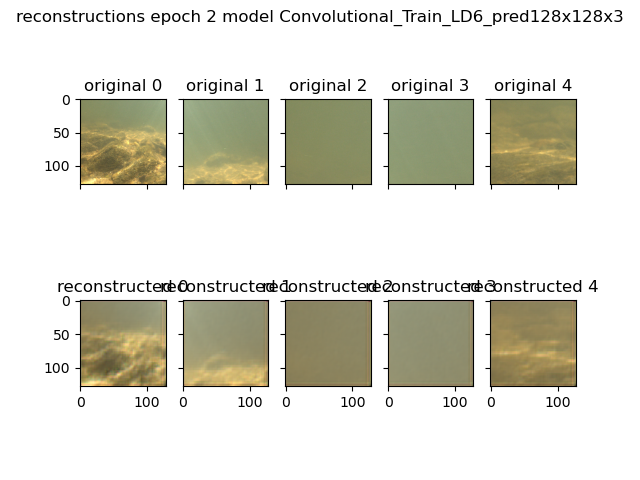 reconstructions epoch 2 model Convolutional_Train_LD6_pred128x128x3
original 0 original 1 original 2 original 3 original 4
0
50
100
reconstructed 0 reconstructed 1 reconstructed 2 reconstructed 3 reconstructed 4
0
50
100
0 100 0 100 0 100 0 100 0 100